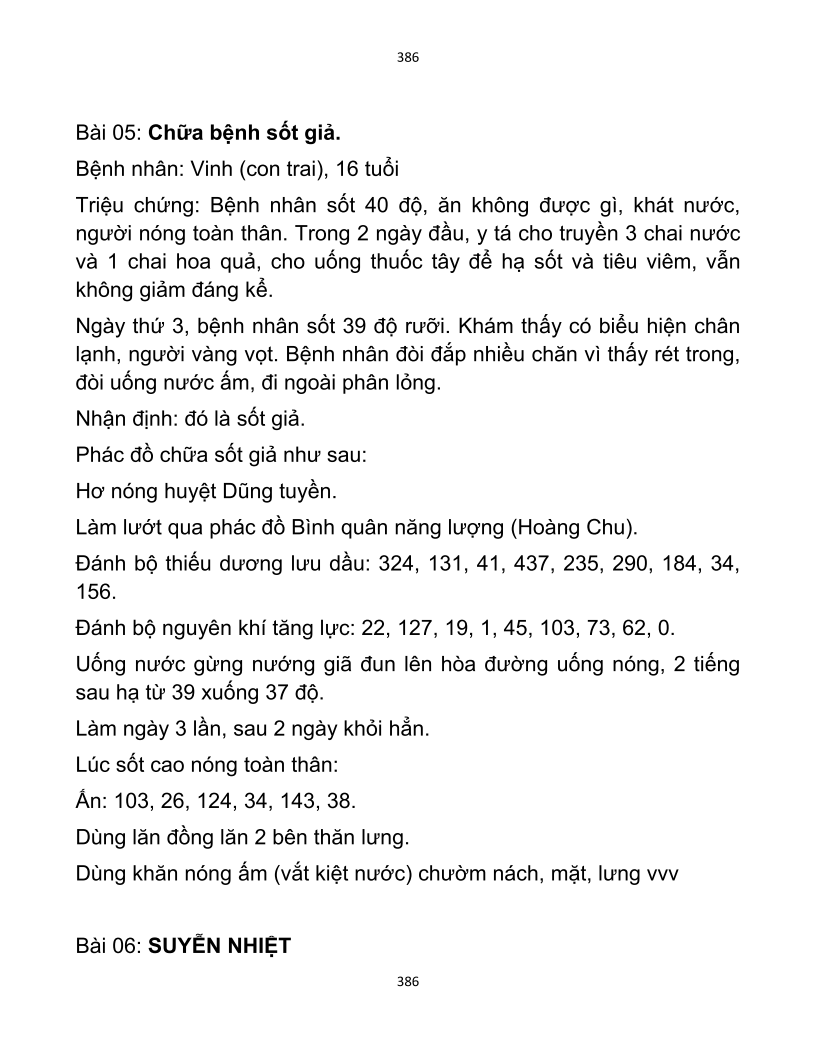 386
Bài 05: Chữa bệnh sốt giả.
Bệnh nhân: Vinh (con trai), 16 tuổi
Triệu chứng: Bệnh nhân sốt 40 độ, ăn không được gì, khát nước,
người nóng toàn thân. Trong 2 ngày đầu, y tá cho truyền 3 chai nước
và 1 chai hoa quả, cho uống thuốc tây để hạ sốt và tiêu viêm, vẫn
không giảm đáng kể.
Ngày thứ 3, bệnh nhân sốt 39 độ rưỡi. Khám thấy có biểu hiện chân
lạnh, người vàng vọt. Bệnh nhân đòi đắp nhiều chăn vì thấy rét trong,
đòi uống nước ấm, đi ngoài phân lỏng.
Nhận định: đó là sốt giả.
Phác đồ chữa sốt giả như sau:
Hơ nóng huyệt Dũng tuyền.
Làm lướt qua phác đồ Bình quân năng lượng (Hoàng Chu).
Đánh bộ thiếu dương lưu dầu: 324, 131, 41, 437, 235, 290, 184, 34,
156.
Đánh bộ nguyên khí tăng lực: 22, 127, 19, 1, 45, 103, 73, 62, 0.
Uống nước gừng nướng giã đun lên hòa đường uống nóng, 2 tiếng
sau hạ từ 39 xuống 37 độ.
Làm ngày 3 lần, sau 2 ngày khỏi hẳn.
Lúc sốt cao nóng toàn thân:
Ấn: 103, 26, 124, 34, 143, 38.
Dùng lăn đồng lăn 2 bên thăn lưng.
Dùng khăn nóng ấm (vắt kiệt nước) chườm nách, mặt, lưng vvv
Bài 06: SUYỄN NHIỆT
386